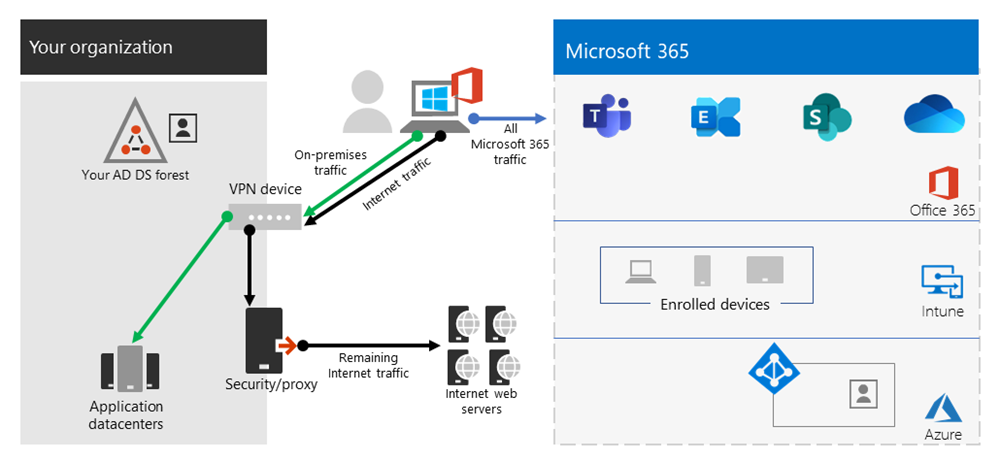 Your organization
Microsoft 365
Your AD DS forest
On-premises
traffic
Internet traffic
All
Microsoft 365
traffic
T
E
S
VPN device
Office 365
Enrolled devices
Intune
Security/proxy
Remaining
Internet traffic
Internet web
servers
Application
datacenters
Azure